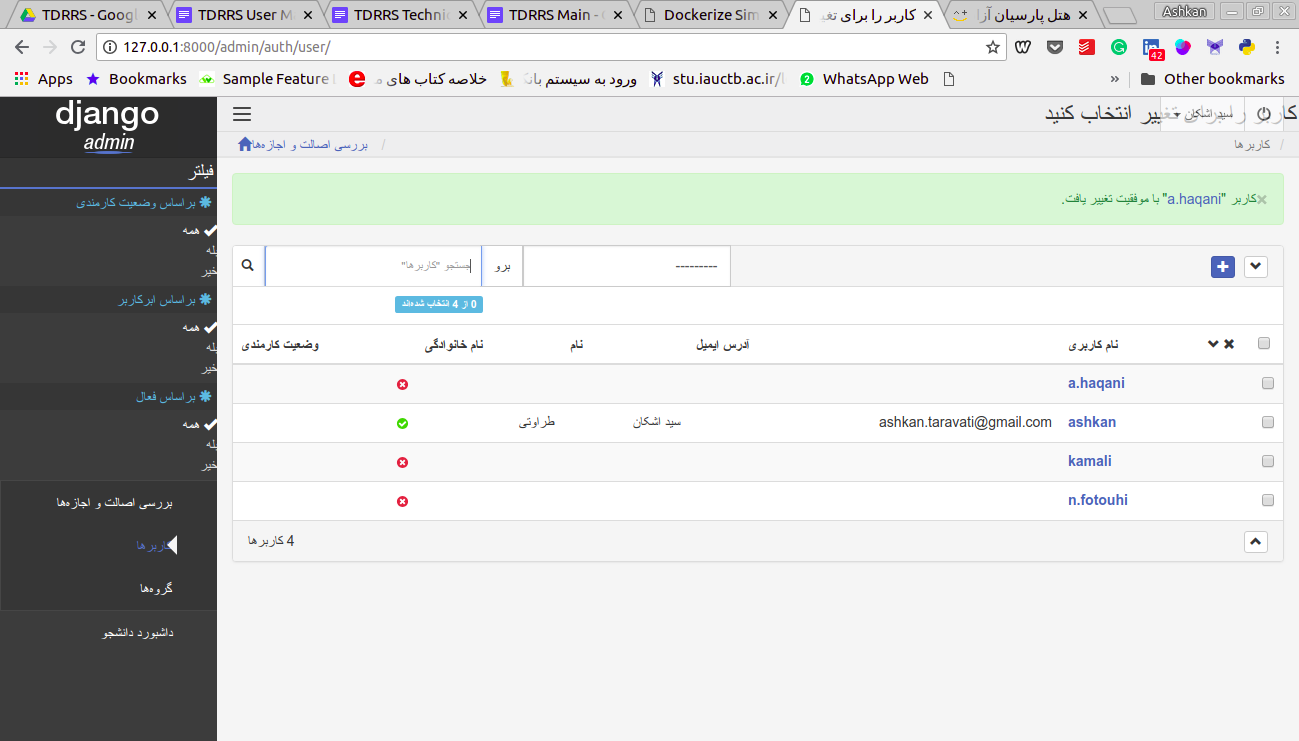 TDRRS - Googl
TDRRS User M
TDRRS Technic
TDRRS Main -
Dockerize Sim
کاربر را برای تغیی
هتل پارسیان آزا
Ashkan
127.0.0.1:8000/admin/auth/user/
42
Apps
Bookmarks
Sample Feature
خلاصه کتاب های م
ورود به سیستم بانک
stu.iauctb.ac.ir/
2
WhatsApp Web
»
Other bookmarks
django
admin
کاربر را برای تغییر انتخاب کنید
سید اشکان
بررسی اصالت و اجازه‌ها
/
کاربرها
/
فیلتر
براساس وضعیت کارمندی
همه
بله
خیر
براساس ابرکاربر
همه
بله
خیر
براساس فعال
همه
بله
خیر
بررسی اصالت و اجازه‌ها
کاربرها
گروه‌ها
داشبورد دانشجو
×کاربر "a.haqani" با موفقیت تغییر یافت.
---------
برو
جستجو "کاربرها"
0 از 4 انتخاب شده‌اند
نام کاربری
آدرس ایمیل
نام
نام خانوادگی
وضعیت کارمندی
a.haqani
ashkan
ashkan.taravati@gmail.com
سید اشکان
طراوتی
kamali
n.fotouhi
4 کاربرها